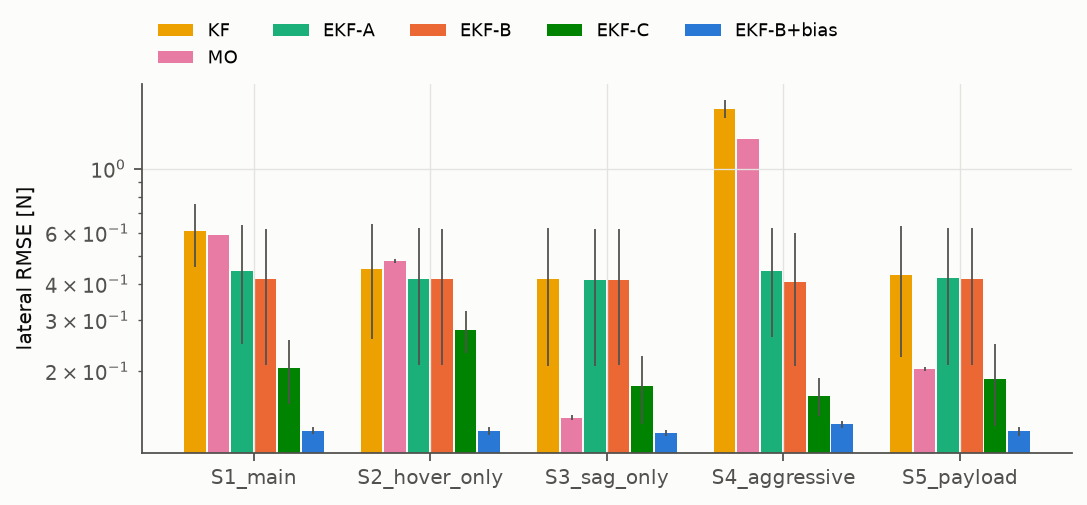 KF EKF-A EKF-B EKF-C EKF-B+bias
MO
lateral RMSE [N]
10⁰
6 × 10⁻¹
4 × 10⁻¹
3 × 10⁻¹
2 × 10⁻¹
S1_main S2_hover_only S3_sag_only S4_aggressive S5_payload